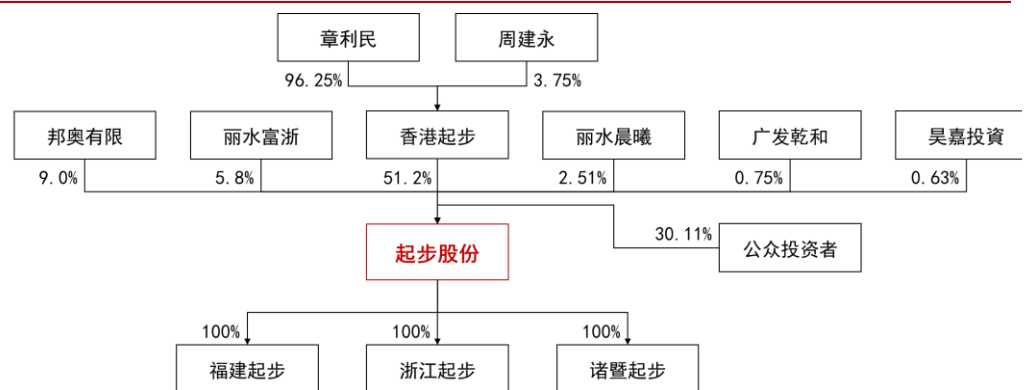 章利民 周建永
96.25% 3.75%
邦奥有限 丽水富浙 香港起步 丽水晨曦 广发乾和 昊嘉投資
9.0% 5.8% 51.2% 2.51% 0.75% 0.63%
起步股份 30.11% 公众投资者
100% 100% 100%
福建起步 浙江起步 诸暨起步